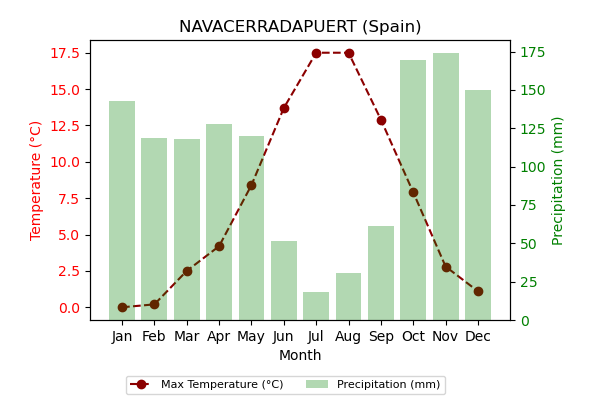 NAVACERRADAPUERT (Spain)
17.5
15.0
12.5
10.0
7.5
5.0
2.5
0.0
Temperature (°C)
175
150
125
100
75
50
25
0
Precipitation (mm)
Jan Feb Mar Apr May Jun Jul Aug Sep Oct Nov Dec
Month
Max Temperature (°C) Precipitation (mm)